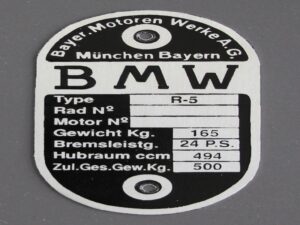 Bayer. Motoren Werke A.G.
München Bayern
BMW
Type R-5
Rad Nº
Motor Nº
Gewicht Kg. 165
Bremsleistg. 24 P.S.
Hubraum ccm 494
Zul.Ges.Gew.Kg. 500